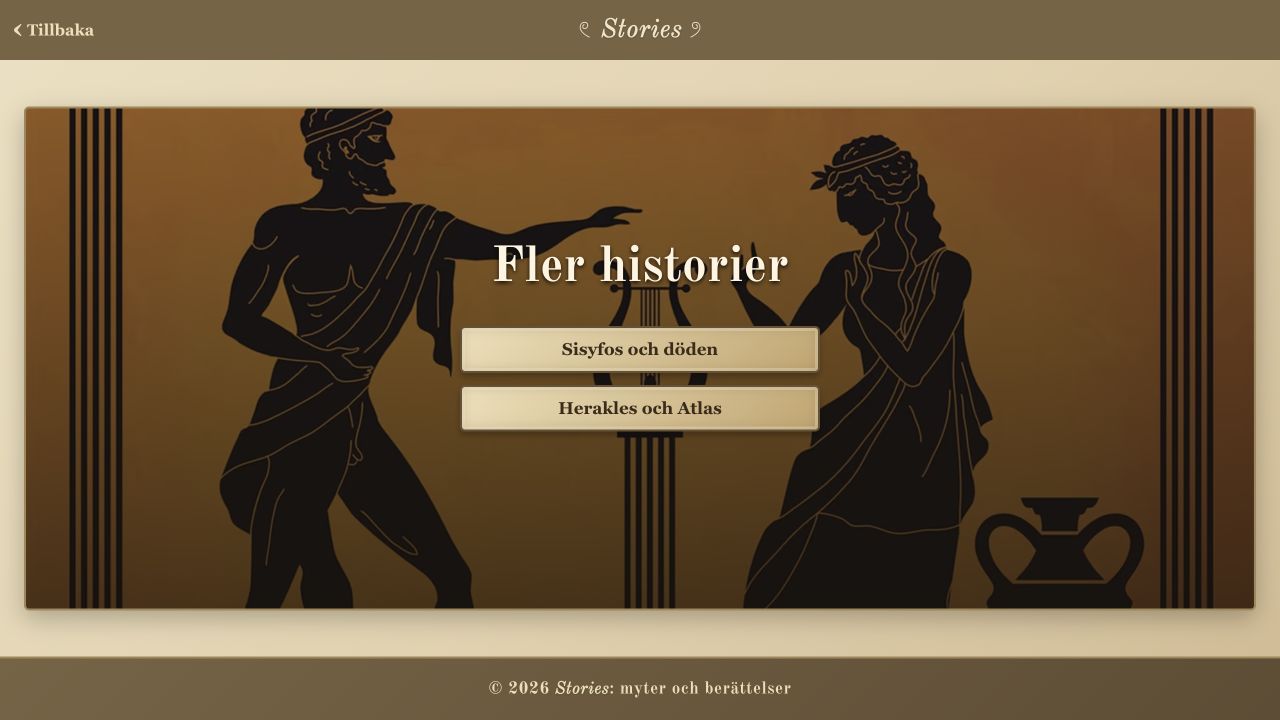 Tillbaka
Stories
Fler historier
Sisyfos och döden
Herakles och Atlas
© 2026 Stories: myter och berättelser